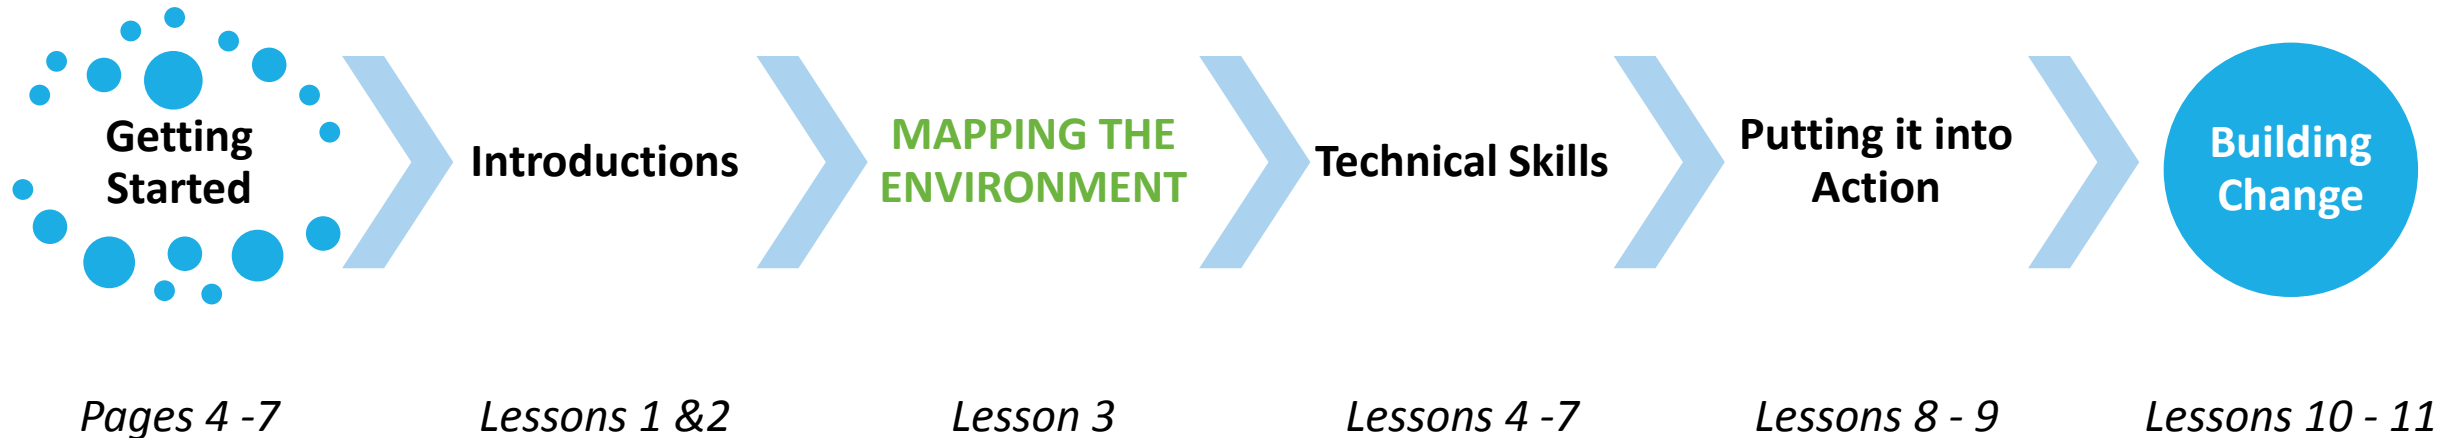 Getting
Started
Introductions
MAPPING THE
ENVIRONMENT
Technical Skills
Putting it into
Action
Building
Change
Pages 4 -7
Lessons 1 &2
Lesson 3
Lessons 4 -7
Lessons 8 - 9
Lessons 10 - 11